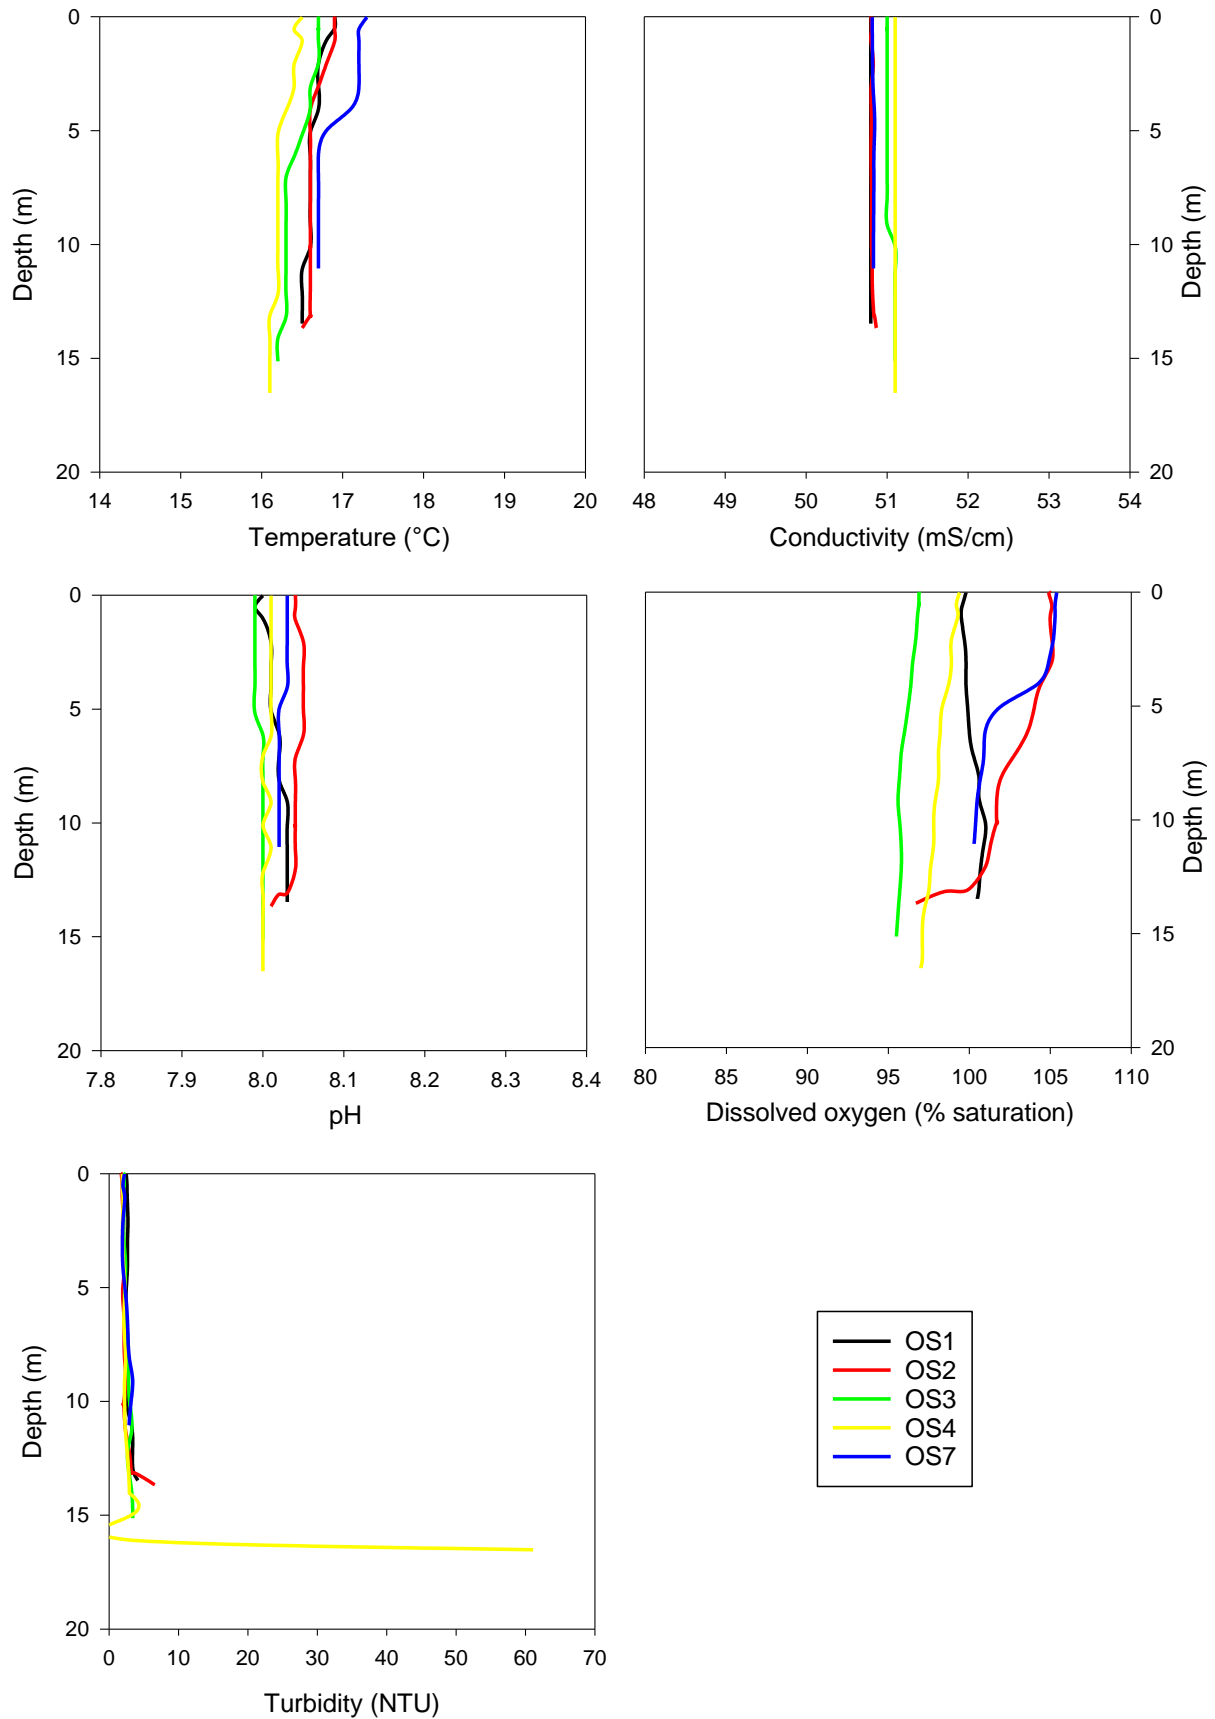 0
5
10
15
20
Depth (m)
14 15 16 17 18 19 20
Temperature (°C)
0
5
10
15
20
Depth (m)
48 49 50 51 52 53 54
Conductivity (mS/cm)
0
5
10
15
20
Depth (m)
7.8 7.9 8.0 8.1 8.2 8.3 8.4
pH
0
5
10
15
20
Depth (m)
80 85 90 95 100 105 110
Dissolved oxygen (% saturation)
0
5
10
15
20
Depth (m)
0 10 20 30 40 50 60 70
Turbidity (NTU)
OS1
OS2
OS3
OS4
OS7